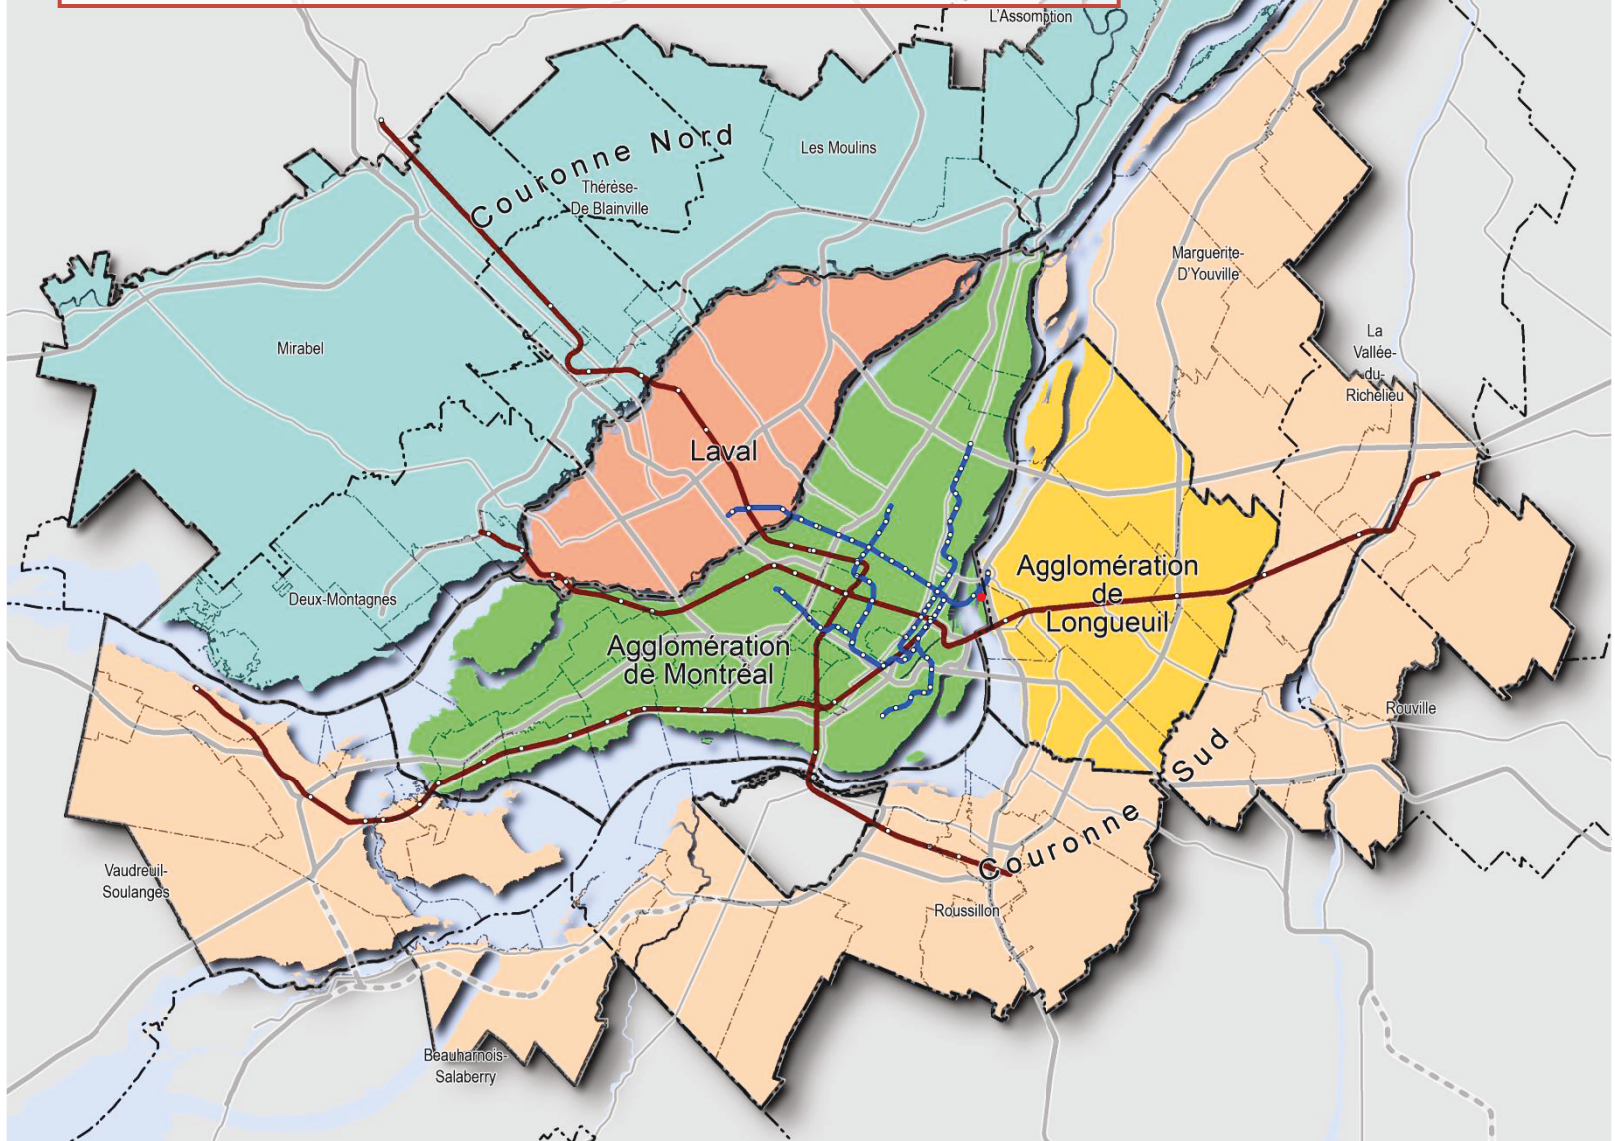 L'Assomption
Couronne Nord
Les Moulins
Thérèse-
De Blainville
Marguerite-
D'Youville
Mirabel
La
Vallée-
du-
Richelieu
Laval
Agglomération
de
Longueuil
Deux-Montagnes
Agglomération
de Montréal
Rouville
Couronne Sud
Vaudreuil-
Soulanges
Roussillon
Beauharnois-
Salaberry